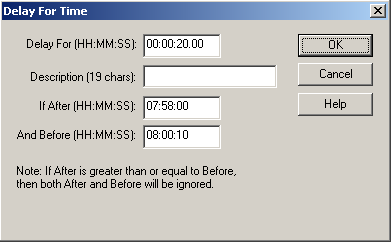 Delay For Time
Delay For (HH:MM:SS): 00:00:20.00 OK
Description (19 chars): Cancel
If After (HH:MM:SS): 07:58:00 Help
And Before (HH:MM:SS): 08:00:10
Note: If After is greater than or equal to Before,
then both After and Before will be ignored.